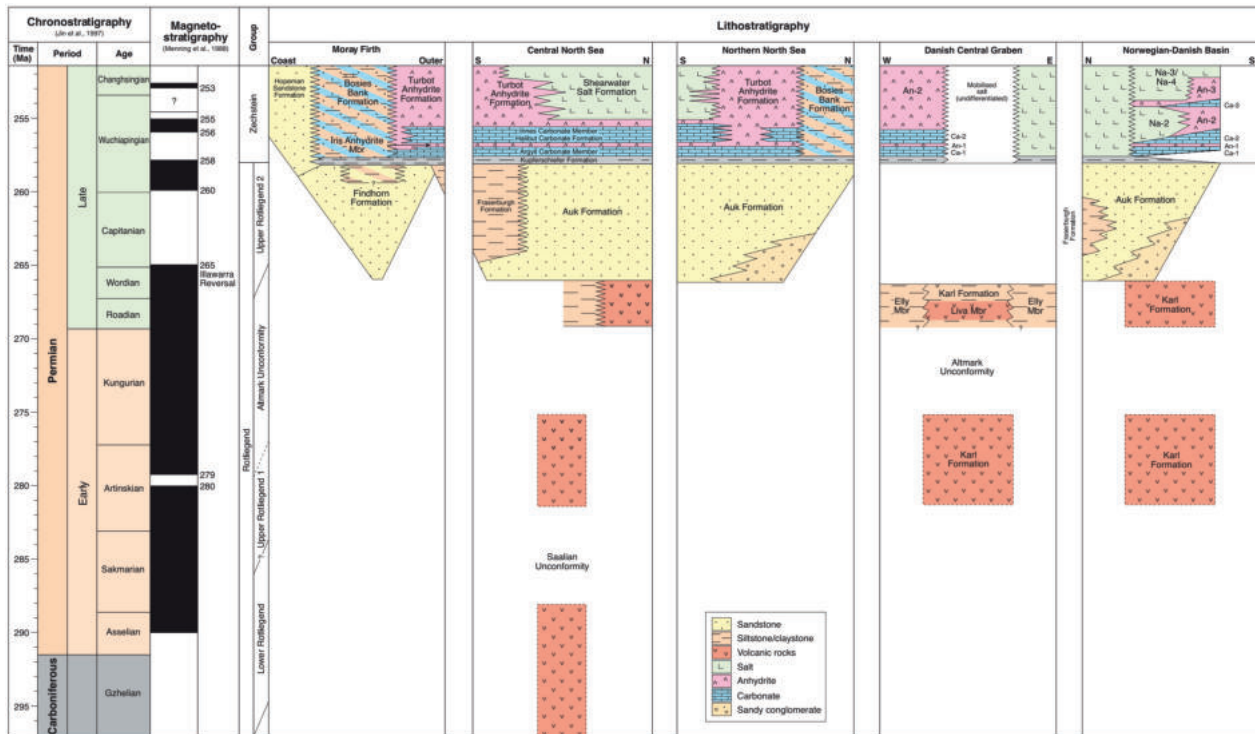 Chronostratigraphy
(Jin et al., 1997)
Magneto-
stratigraphy
(Menning et al., 1988)
Group
Lithostratigraphy
Time
(Ma)
Period
Age
Moray Firth
Coast
Outer
Central North Sea
S
N
Northern North Sea
S
N
Danish Central Graben
W
E
Norwegian-Danish Basin
N
S
255
260
265
270
275
280
285
290
295
Permian
Carboniferous
Late
Early
Changhsingian
Wuchiapingian
Capitanian
Wordian
Roadian
Kungurian
Artinskian
Sakmarian
Asselian
Gzhelian
253
?
255
256
258
260
265
Illawarra
Reversal
279
280
Zechstein
Rotliegend
Upper Rotliegend 2
Altmark Unconformity
Upper Rotliegend 1
Lower Rotliegend
Hopeman
Sandstone
Formation
Bosies
Bank
Formation
Iris Anhydrite
Mbr
Turbot
Anhydrite
Formation
Findhorn
Formation
Turbot
Anhydrite
Formation
Shearwater
Salt Formation
Innes Carbonate Member
Halibut Carbonate Formation
Argyll Carbonate Member
Kupferschiefer Formation
Fraserburgh
Formation
Auk Formation
Saalian
Unconformity
Turbot
Anhydrite
Formation
Bosies
Bank
Formation
Auk Formation
An-2
Mobilised
salt
(undifferentiated)
Ca-2
An-1
Ca-1
Karl Formation
Elly
Mbr
Liva Mbr
Elly
Mbr
Altmark
Unconformity
Karl
Formation
Na-3/
Na-4
An-3
Ca-3
Na-2
An-2
Ca-2
An-1
Ca-1
Fraserburgh
Formation
Auk Formation
Karl
Formation
Karl
Formation
Sandstone
Siltstone/claystone
Volcanic rocks
Salt
Anhydrite
Carbonate
Sandy conglomerate